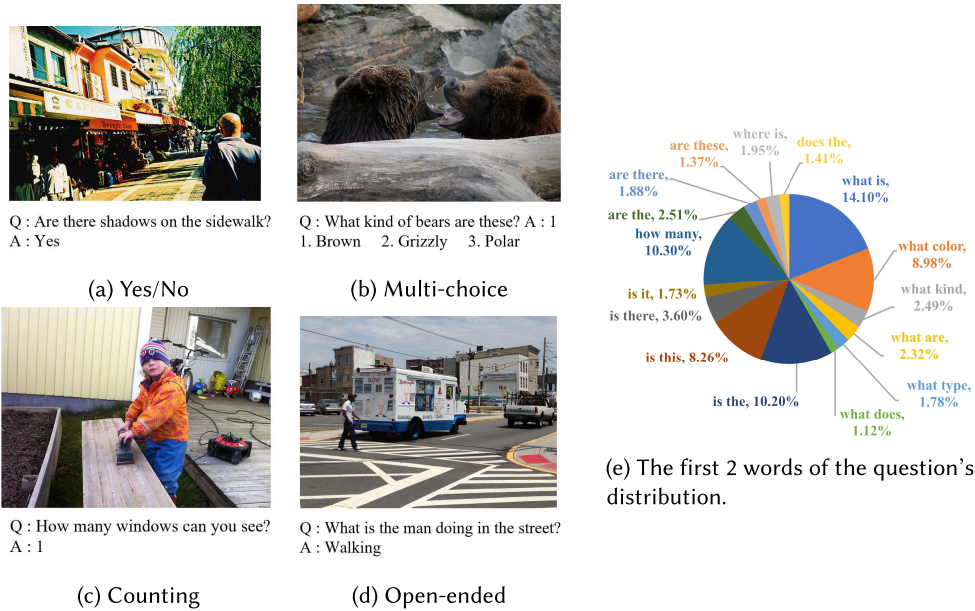 Q : Are there shadows on the sidewalk?
A : Yes
(a) Yes/No
Q : What kind of bears are these? A : 1
1. Brown 2. Grizzly 3. Polar
(b) Multi-choice
Q : How many windows can you see?
A : 1
(c) Counting
SLOW!
Q : What is the man doing in the street?
A : Walking
(d) Open-ended
where is,
1.95%
does the,
1.41%
are these,
1.37%
what is,
14.10%
are there,
1.88%
are the, 2.51%
how many,
10.30%
what color,
8.98%
what kind,
2.49%
is it, 1.73%
is there, 3.60%
what are,
2.32%
is this, 8.26%
what type,
1.78%
is the, 10.20%
what does,
1.12%
(e) The first 2 words of the question's
distribution.